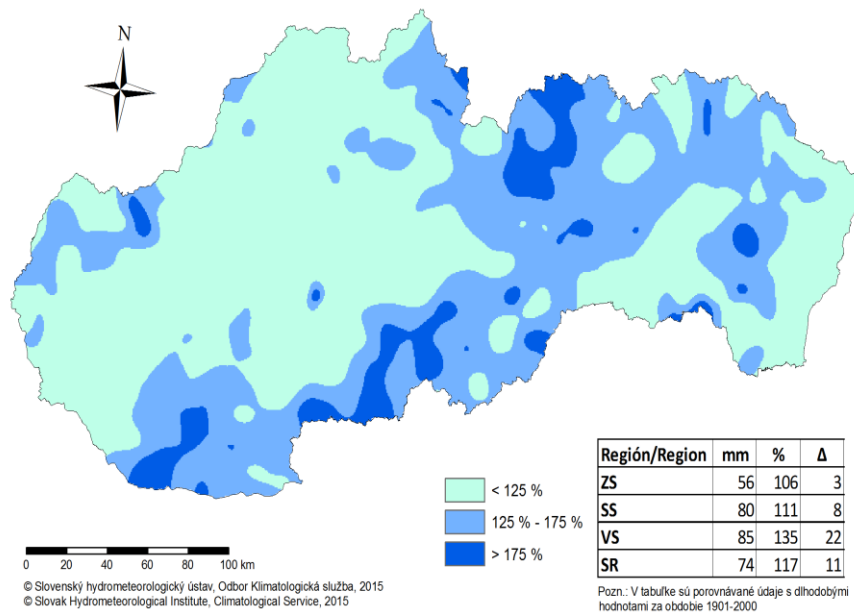 N
Región/Region mm % Δ
ZS 56 106 3
SS 80 111 8
VS 85 135 22
SR 74 117 11
< 125 %
125 % - 175 %
> 175 %
0 20 40 60 80 100 km
© Slovenský hydrometeorologický ústav, Odbor Klimatologická služba, 2015
© Slovak Hydrometeorological Institute, Climatological Service, 2015
Pozn.: V tabuľke sú porovnávané údaje s dlhodobými
hodnotami za obdobie 1901-2000